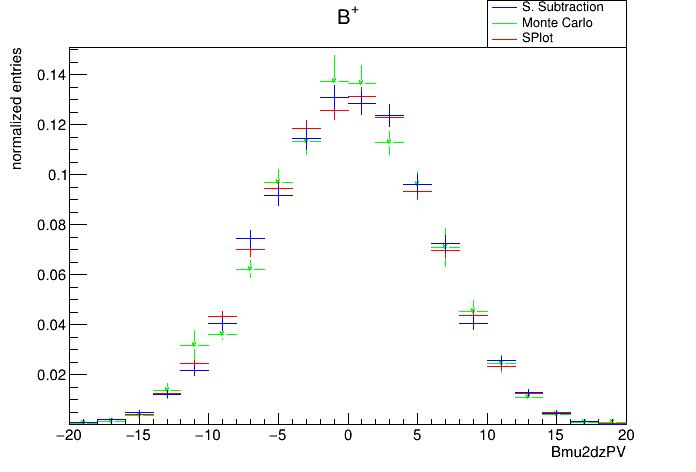 B+
S. Subtraction
Monte Carlo
SPlot
normalized entries
0.14
0.12
0.1
0.08
0.06
0.04
0.02
−20 −15 −10 −5 0 5 10 15 20
Bmu2dzPV